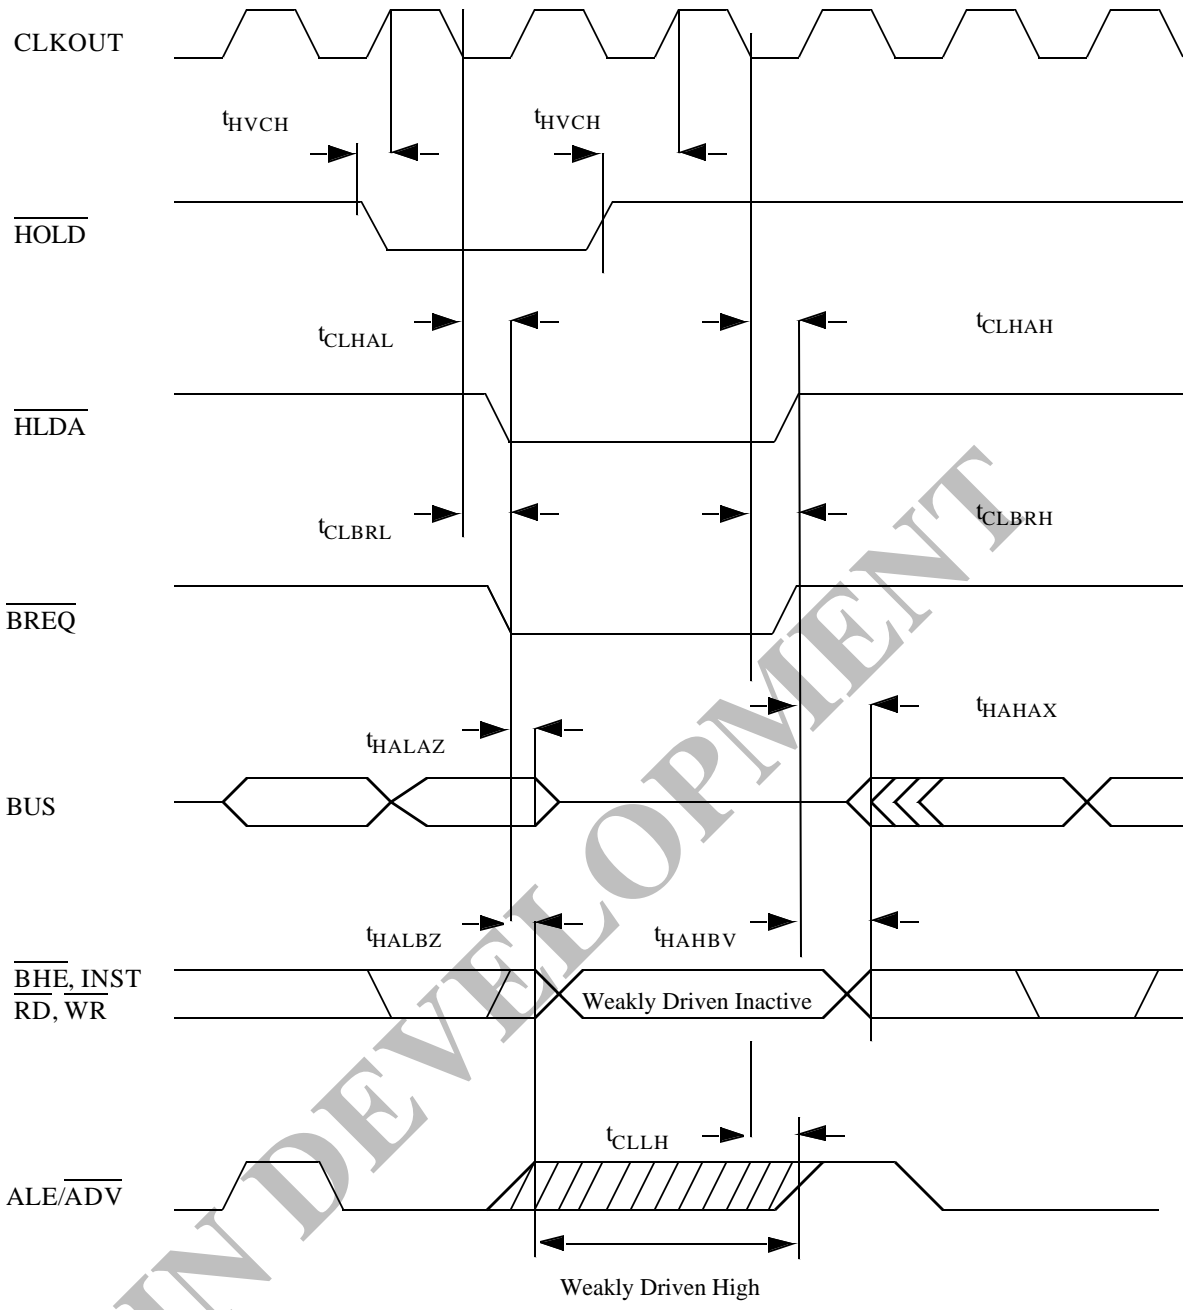 CLKOUT
tHVCH tHVCH
HOLD
tCLHAL tCLHAH
HLDA
tCLBRL tCLBRH
BREQ
tHAHAX
tHALAZ
BUS
tHALBZ tHAHBV
BHE, INST
RD, WR
Weakly Driven Inactive
tCLLH
ALE/ADV
Weakly Driven High
IN DEVELOPMENT